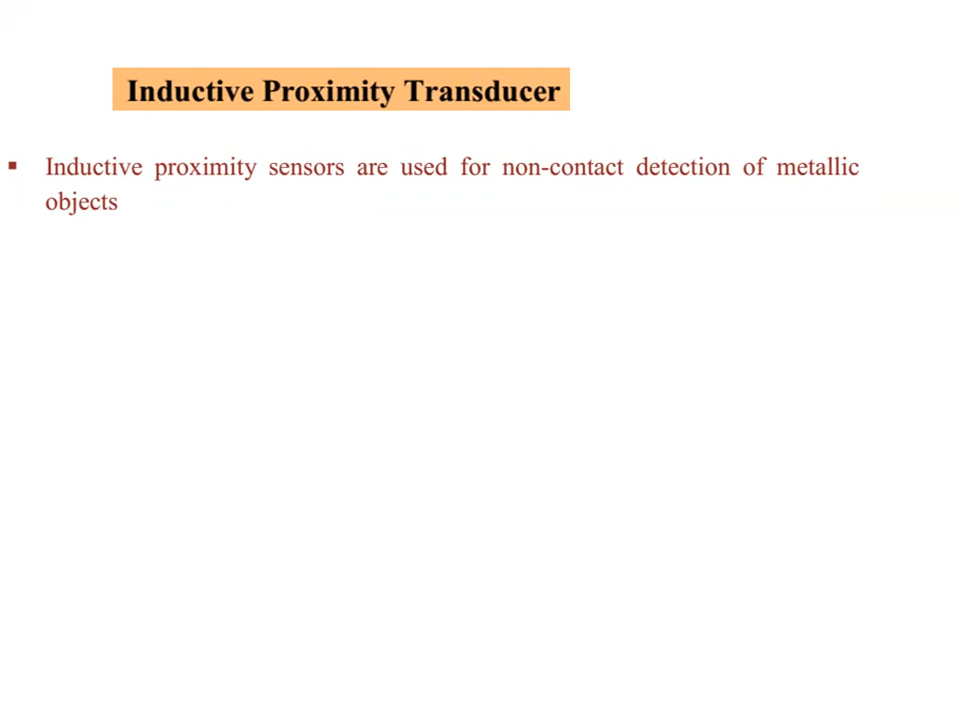 Inductive Proximity Transducer
▪ Inductive proximity sensors are used for non-contact detection of metallic
objects